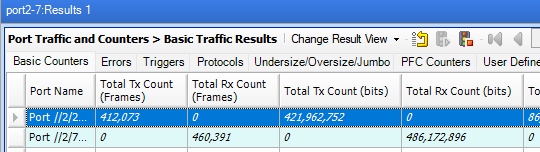 port2-7:Results 1
Port Traffic and Counters > Basic Traffic Results Change Result View
Basic Counters Errors Triggers Protocols Undersize/Oversize/Jumbo PFC Counters User Define
Port Name Total Tx Count (Frames) Total Rx Count (Frames) Total Tx Count (bits) Total Rx Count (bits) To
Port //2/2... 412,073 0 421,962,752 0 86
Port //2/7... 0 460,391 0 486,172,896 0